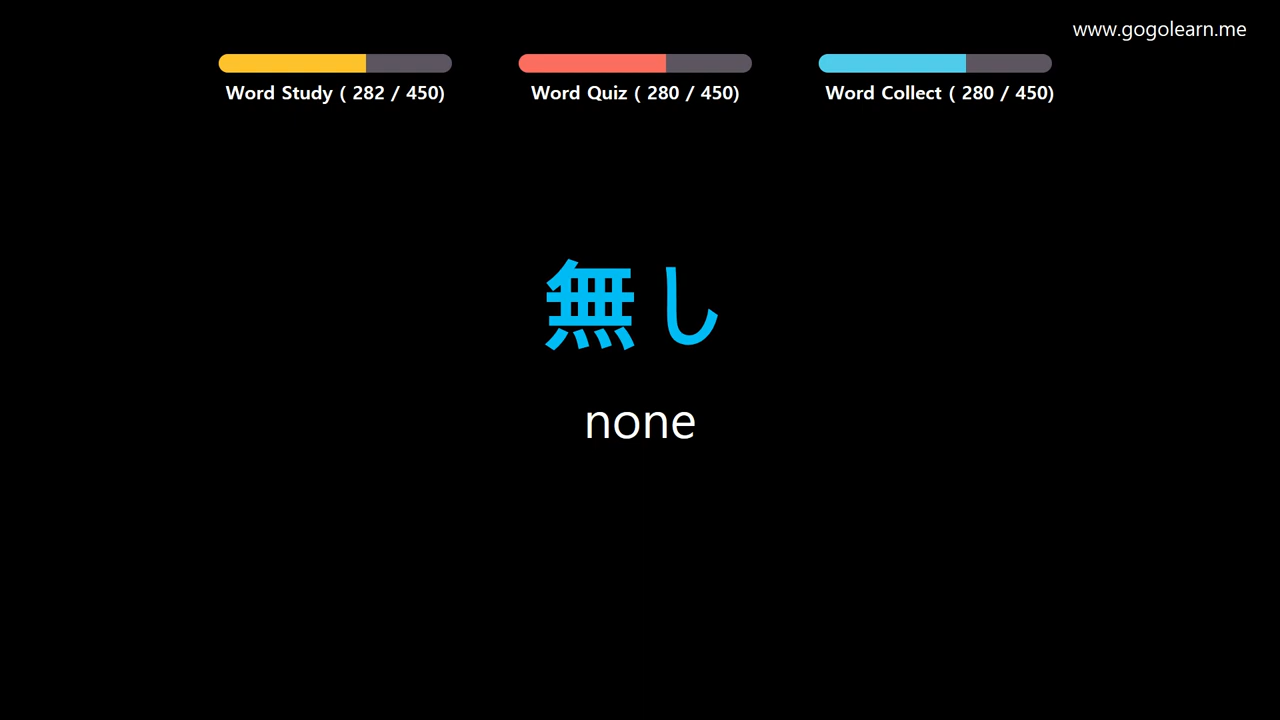 www.gogolearn.me
Word Study ( 282 / 450)
Word Quiz ( 280 / 450)
Word Collect ( 280 / 450)
無し
none